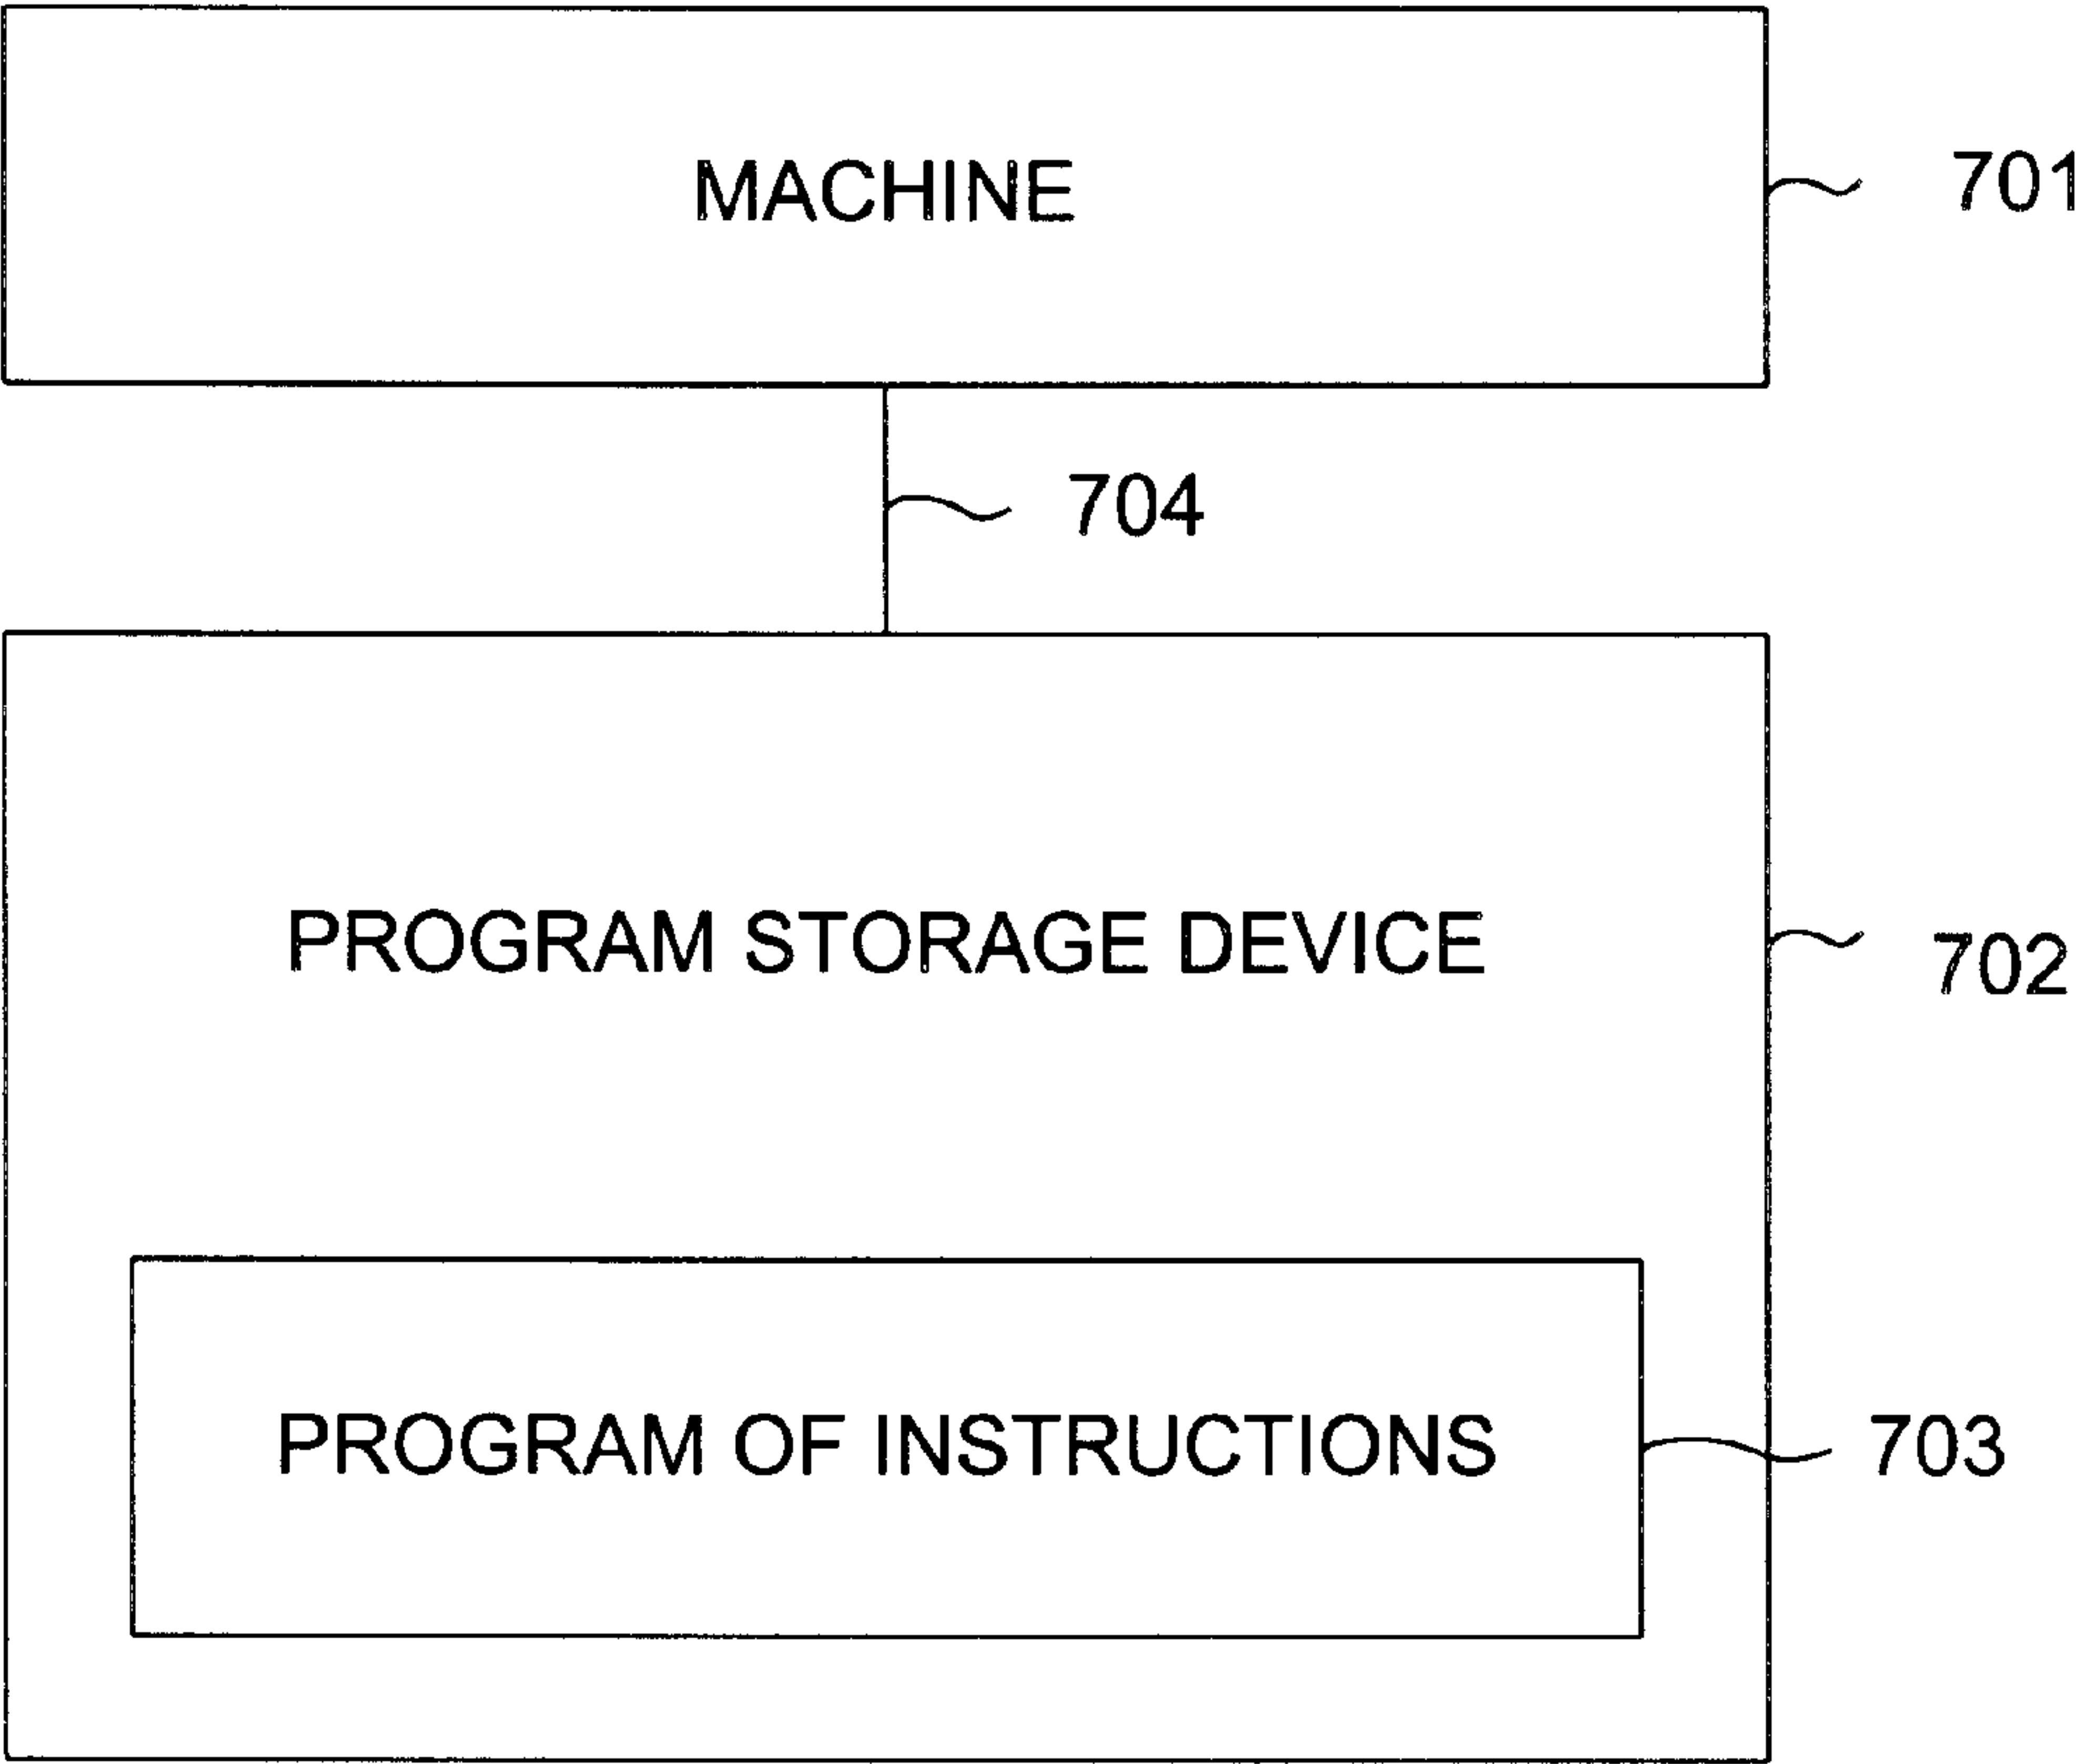 MACHINE
701
704
PROGRAM STORAGE DEVICE
702
PROGRAM OF INSTRUCTIONS
703